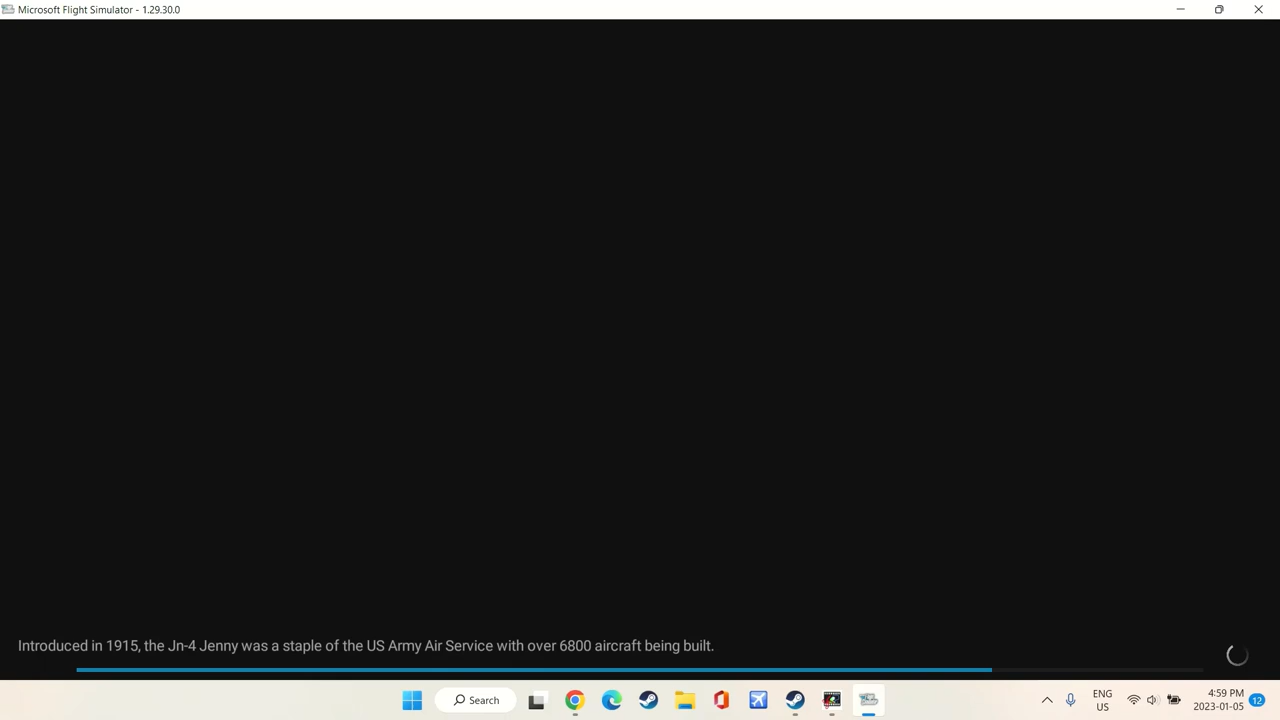 Microsoft Flight Simulator - 1.29.30.0
Introduced in 1915, the Jn-4 Jenny was a staple of the US Army Air Service with over 6800 aircraft being built.
Search
ENG
US
4:59 PM
2023-01-05
12